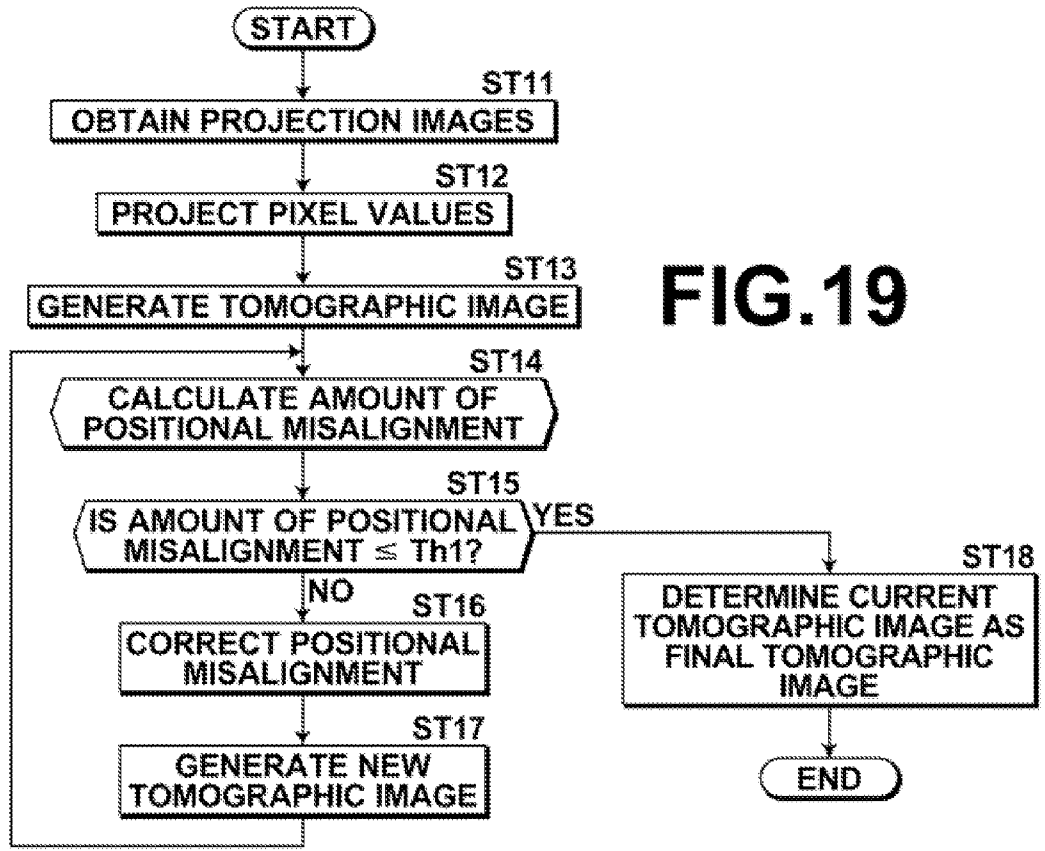 START
ST11
OBTAIN PROJECTION IMAGES
ST12
PROJECT PIXEL VALUES
ST13
GENERATE TOMOGRAPHIC IMAGE
FIG.19
ST14
CALCULATE AMOUNT OF
POSITIONAL MISALIGNMENT
ST15
IS AMOUNT OF POSITIONAL
MISALIGNMENT ≦ Th1?
YES
NO
ST16
CORRECT POSITIONAL
MISALIGNMENT
ST17
GENERATE NEW
TOMOGRAPHIC IMAGE
ST18
DETERMINE CURRENT
TOMOGRAPHIC IMAGE AS
FINAL TOMOGRAPHIC
IMAGE
END